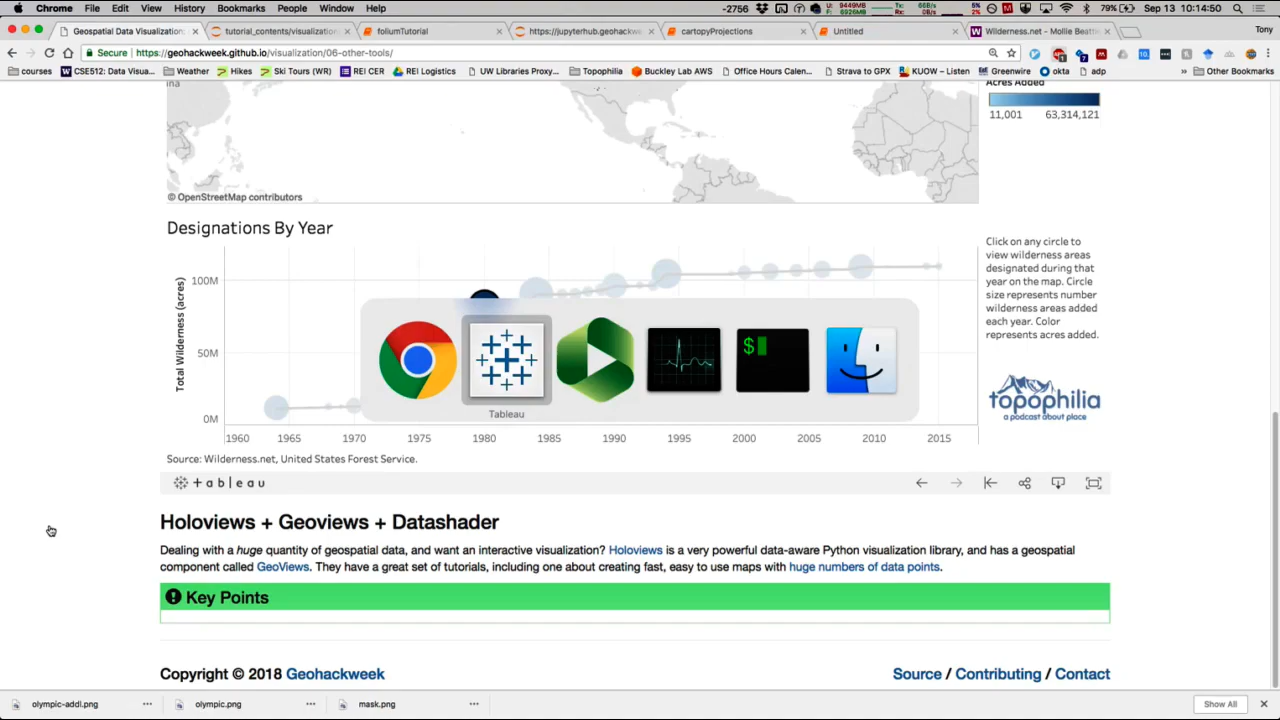 Chrome File Edit View History Bookmarks People Window Help
-2756 79% Sep 13 10:14:50
Geospatial Data Visualization: tutorial_contents/visualization foliumTutorial https://jupyterhub.geohackwe cartopyProjections Untitled Wilderness.net - Mollie Beatti Tony
Secure https://geohackweek.github.io/visualization/06-other-tools/
courses CSE512: Data Visua... Weather Hikes Ski Tours (WR) REI CED REI Logistics UW Libraries Proxy... Topophilia Buckley Lab AWS Office Hours Calen... Strava to GPX KUOW – Listen Greenwire okta adp » Other Bookmarks
Acres Added
11,001 63,314,121
© OpenStreetMap contributors
Designations By Year
Total Wilderness (acres)
100M
50M
0M
1960 1965 1970 1975 1980 1985 1990 1995 2000 2005 2010 2015
Click on any circle to
view wilderness areas
designated during that
year on the map. Circle
size represents number
wilderness areas added
each year. Color
represents acres added.
$
Tableau
topophilia
a podcast about place
Source: Wilderness.net, United States Forest Service.
+ a b l e a u
Holoviews + Geoviews + Datashader
Dealing with a huge quantity of geospatial data, and want an interactive visualization? Holoviews is a very powerful data-aware Python visualization library, and has a geospatial
component called GeoViews. They have a great set of tutorials, including one about creating fast, easy to use maps with huge numbers of data points.
Key Points
Copyright © 2018 Geohackweek
Source / Contributing / Contact
olympic-addl.png olympic.png mask.png Show All